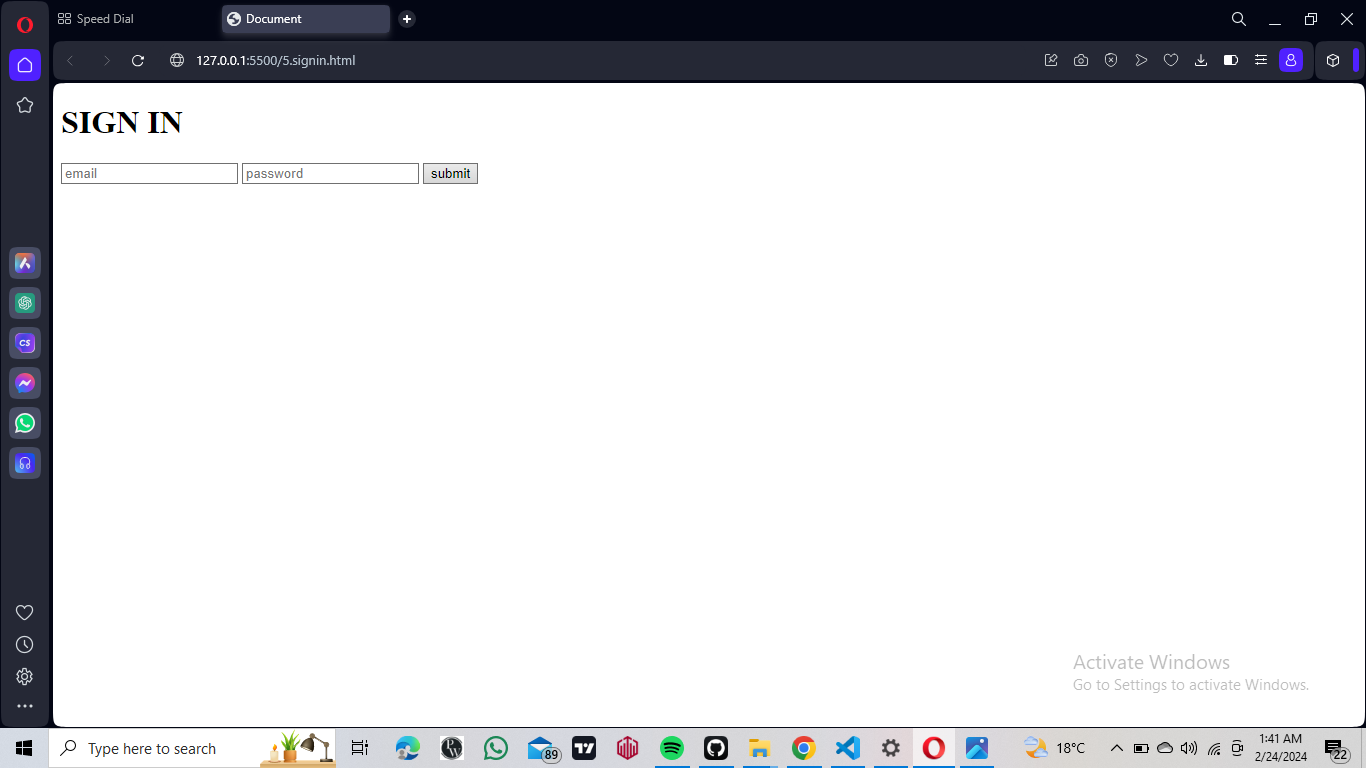 Speed Dial
Document
127.0.0.1:5500/5.signin.html
SIGN IN
email password submit
CS
Activate Windows
Go to Settings to activate Windows.
Type here to search
89
18°C
1:41 AM
2/24/2024
22